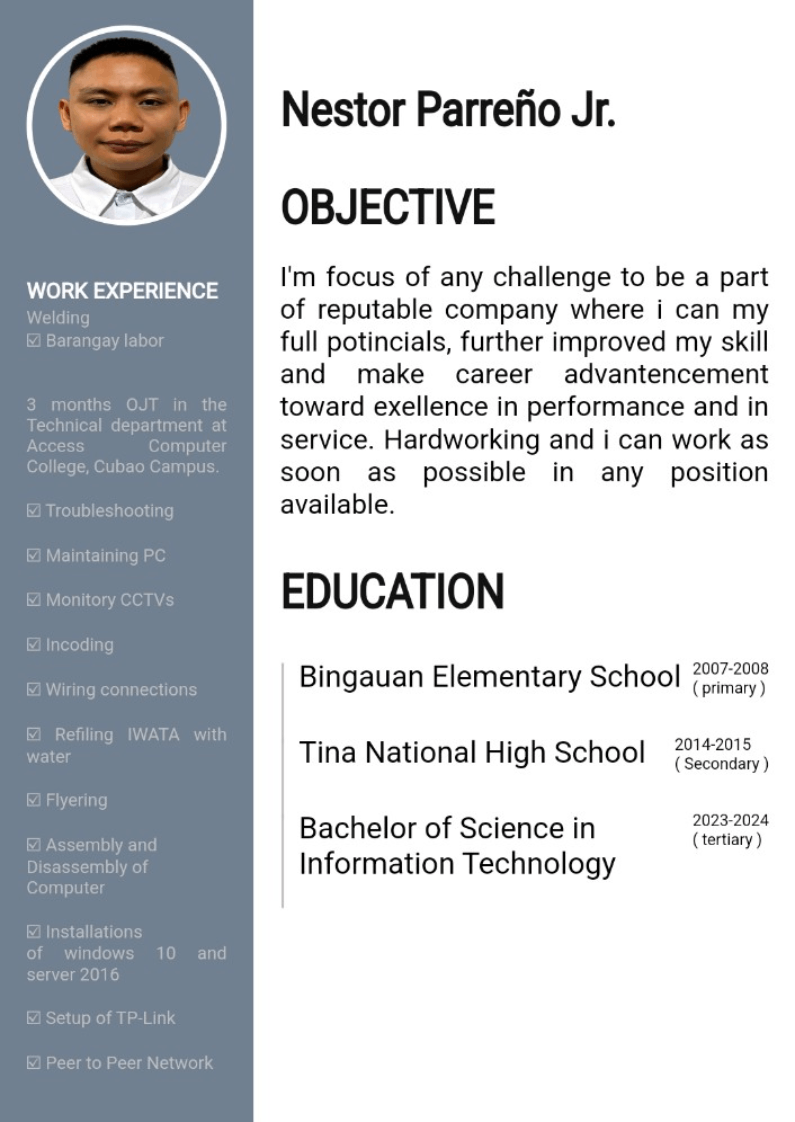 Nestor Parreño Jr.
OBJECTIVE
I'm focus of any challenge to be a part
of reputable company where i can my
full potincials, further improved my skill
and make career advantencement
toward exellence in performance and in
service. Hardworking and i can work as
soon as possible in any position
available.
EDUCATION
Bingauan Elementary School 2007-2008
( primary )
Tina National High School 2014-2015
( Secondary )
Bachelor of Science in 2023-2024
Information Technology ( tertiary )
WORK EXPERIENCE
Welding
☑ Barangay labor
3 months OJT in the
Technical department at
Access Computer
College, Cubao Campus.
☑ Troubleshooting
☑ Maintaining PC
☑ Monitory CCTVs
☑ Incoding
☑ Wiring connections
☑ Refiling IWATA with
water
☑ Flyering
☑ Assembly and
Disassembly of
Computer
☑ Installations
of windows 10 and
server 2016
☑ Setup of TP-Link
☑ Peer to Peer Network